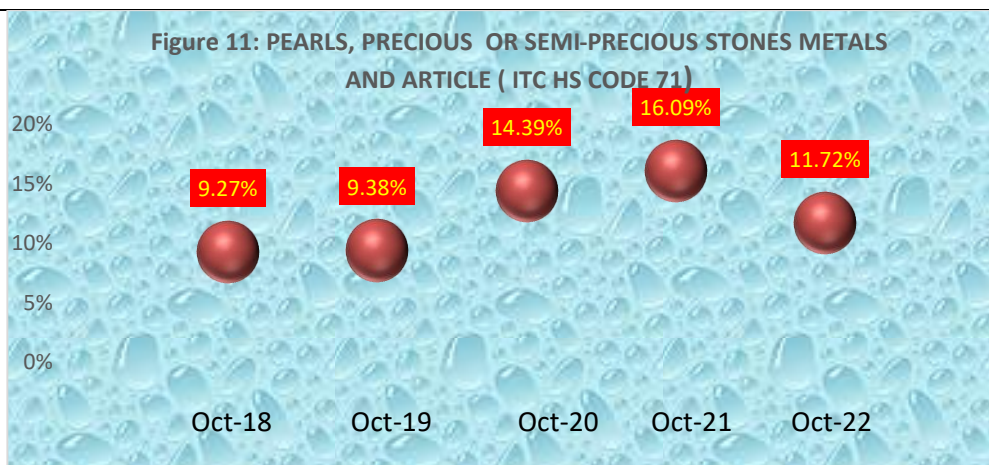 Figure 11: PEARLS, PRECIOUS OR SEMI-PRECIOUS STONES METALS
AND ARTICLE ( ITC HS CODE 71)
20%
15%
10%
5%
0%
9.27%
9.38%
14.39%
16.09%
11.72%
Oct-18
Oct-19
Oct-20
Oct-21
Oct-22